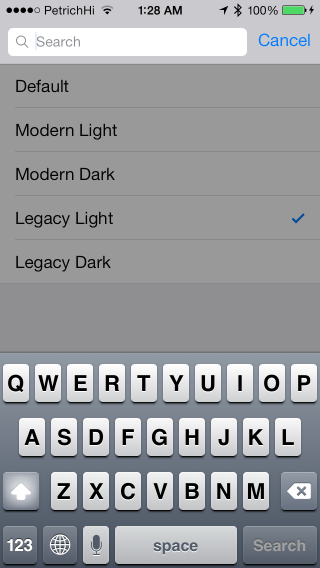 PetrichHi 1:28 AM 100%
Search Cancel
Default
Modern Light
Modern Dark
Legacy Light
Legacy Dark
Q W E R T Y U I O P
A S D F G H J K L
Z X C V B N M
123 space Search